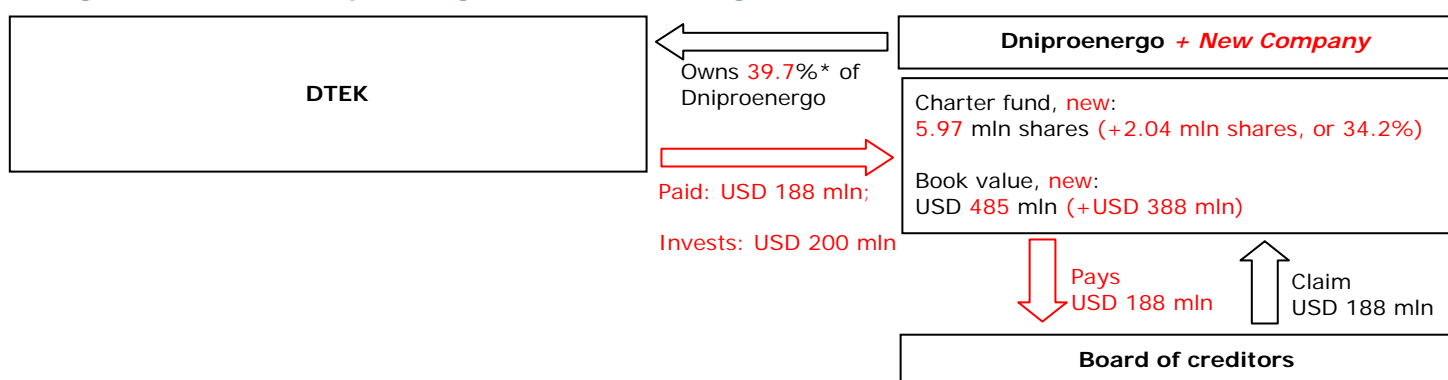 DTEK
Owns 39.7%* of
Dniproenergo
Paid: USD 188 mln;
Invests: USD 200 mln
Dniproenergo + New Company
Charter fund, new:
5.97 mln shares (+2.04 mln shares, or 34.2%)
Book value, new:
USD 485 mln (+USD 388 mln)
Pays
USD 188 mln
Claim
USD 188 mln
Board of creditors